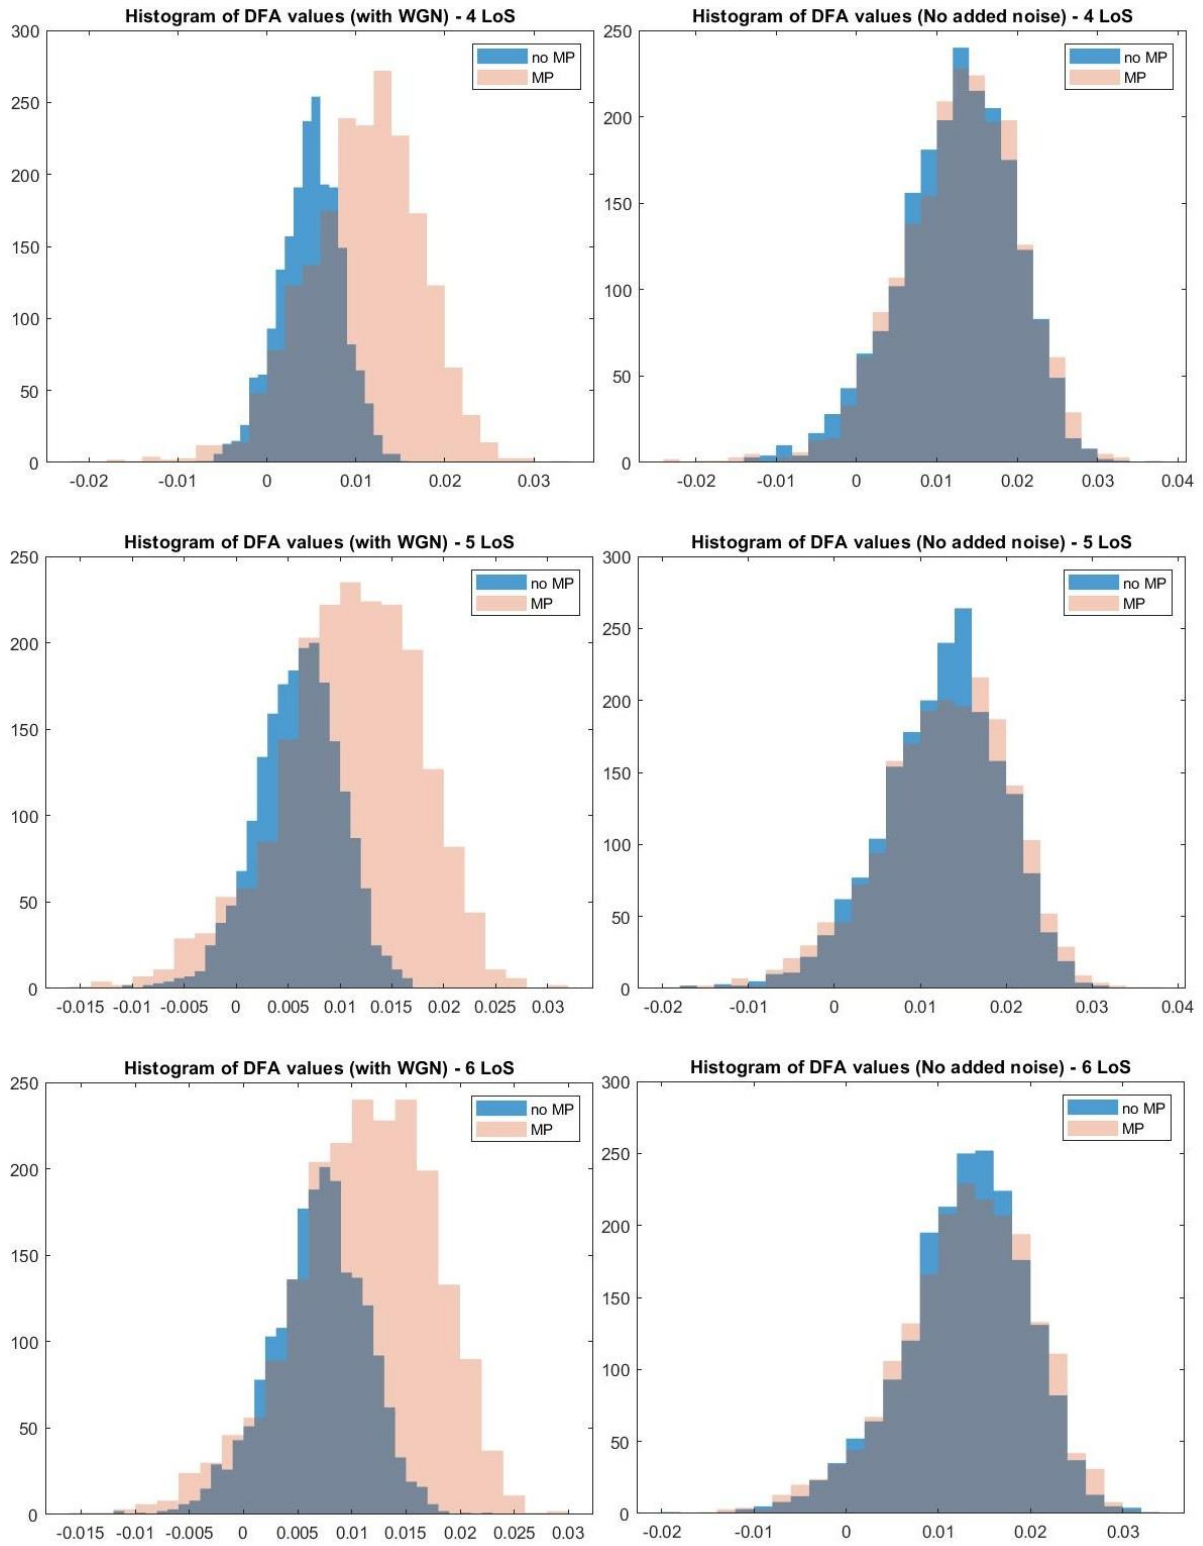 Histogram of DFA values (with WGN) - 4 LoS
300
250
200
150
100
50
0
-0.02 -0.01 0 0.01 0.02 0.03
no MP
MP
Histogram of DFA values (No added noise) - 4 LoS
250
200
150
100
50
0
-0.02 -0.01 0 0.01 0.02 0.03 0.04
no MP
MP
Histogram of DFA values (with WGN) - 5 LoS
250
200
150
100
50
0
-0.015 -0.01 -0.005 0 0.005 0.01 0.015 0.02 0.025 0.03
no MP
MP
Histogram of DFA values (No added noise) - 5 LoS
300
250
200
150
100
50
0
-0.02 -0.01 0 0.01 0.02 0.03 0.04
no MP
MP
Histogram of DFA values (with WGN) - 6 LoS
250
200
150
100
50
0
-0.015 -0.01 -0.005 0 0.005 0.01 0.015 0.02 0.025 0.03
no MP
MP
Histogram of DFA values (No added noise) - 6 LoS
300
250
200
150
100
50
0
-0.02 -0.01 0 0.01 0.02 0.03
no MP
MP